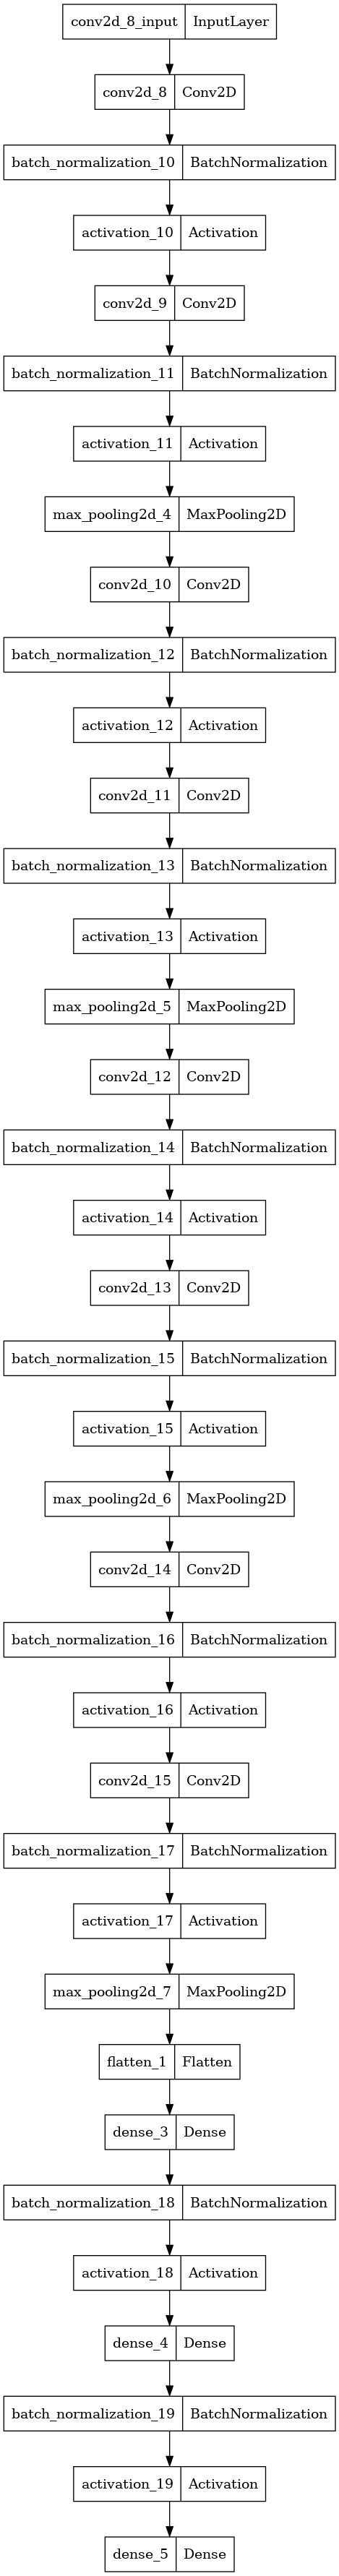 conv2d_8_input InputLayer
conv2d_8 Conv2D
batch_normalization_10 BatchNormalization
activation_10 Activation
conv2d_9 Conv2D
batch_normalization_11 BatchNormalization
activation_11 Activation
max_pooling2d_4 MaxPooling2D
conv2d_10 Conv2D
batch_normalization_12 BatchNormalization
activation_12 Activation
conv2d_11 Conv2D
batch_normalization_13 BatchNormalization
activation_13 Activation
max_pooling2d_5 MaxPooling2D
conv2d_12 Conv2D
batch_normalization_14 BatchNormalization
activation_14 Activation
conv2d_13 Conv2D
batch_normalization_15 BatchNormalization
activation_15 Activation
max_pooling2d_6 MaxPooling2D
conv2d_14 Conv2D
batch_normalization_16 BatchNormalization
activation_16 Activation
conv2d_15 Conv2D
batch_normalization_17 BatchNormalization
activation_17 Activation
max_pooling2d_7 MaxPooling2D
flatten_1 Flatten
dense_3 Dense
batch_normalization_18 BatchNormalization
activation_18 Activation
dense_4 Dense
batch_normalization_19 BatchNormalization
activation_19 Activation
dense_5 Dense